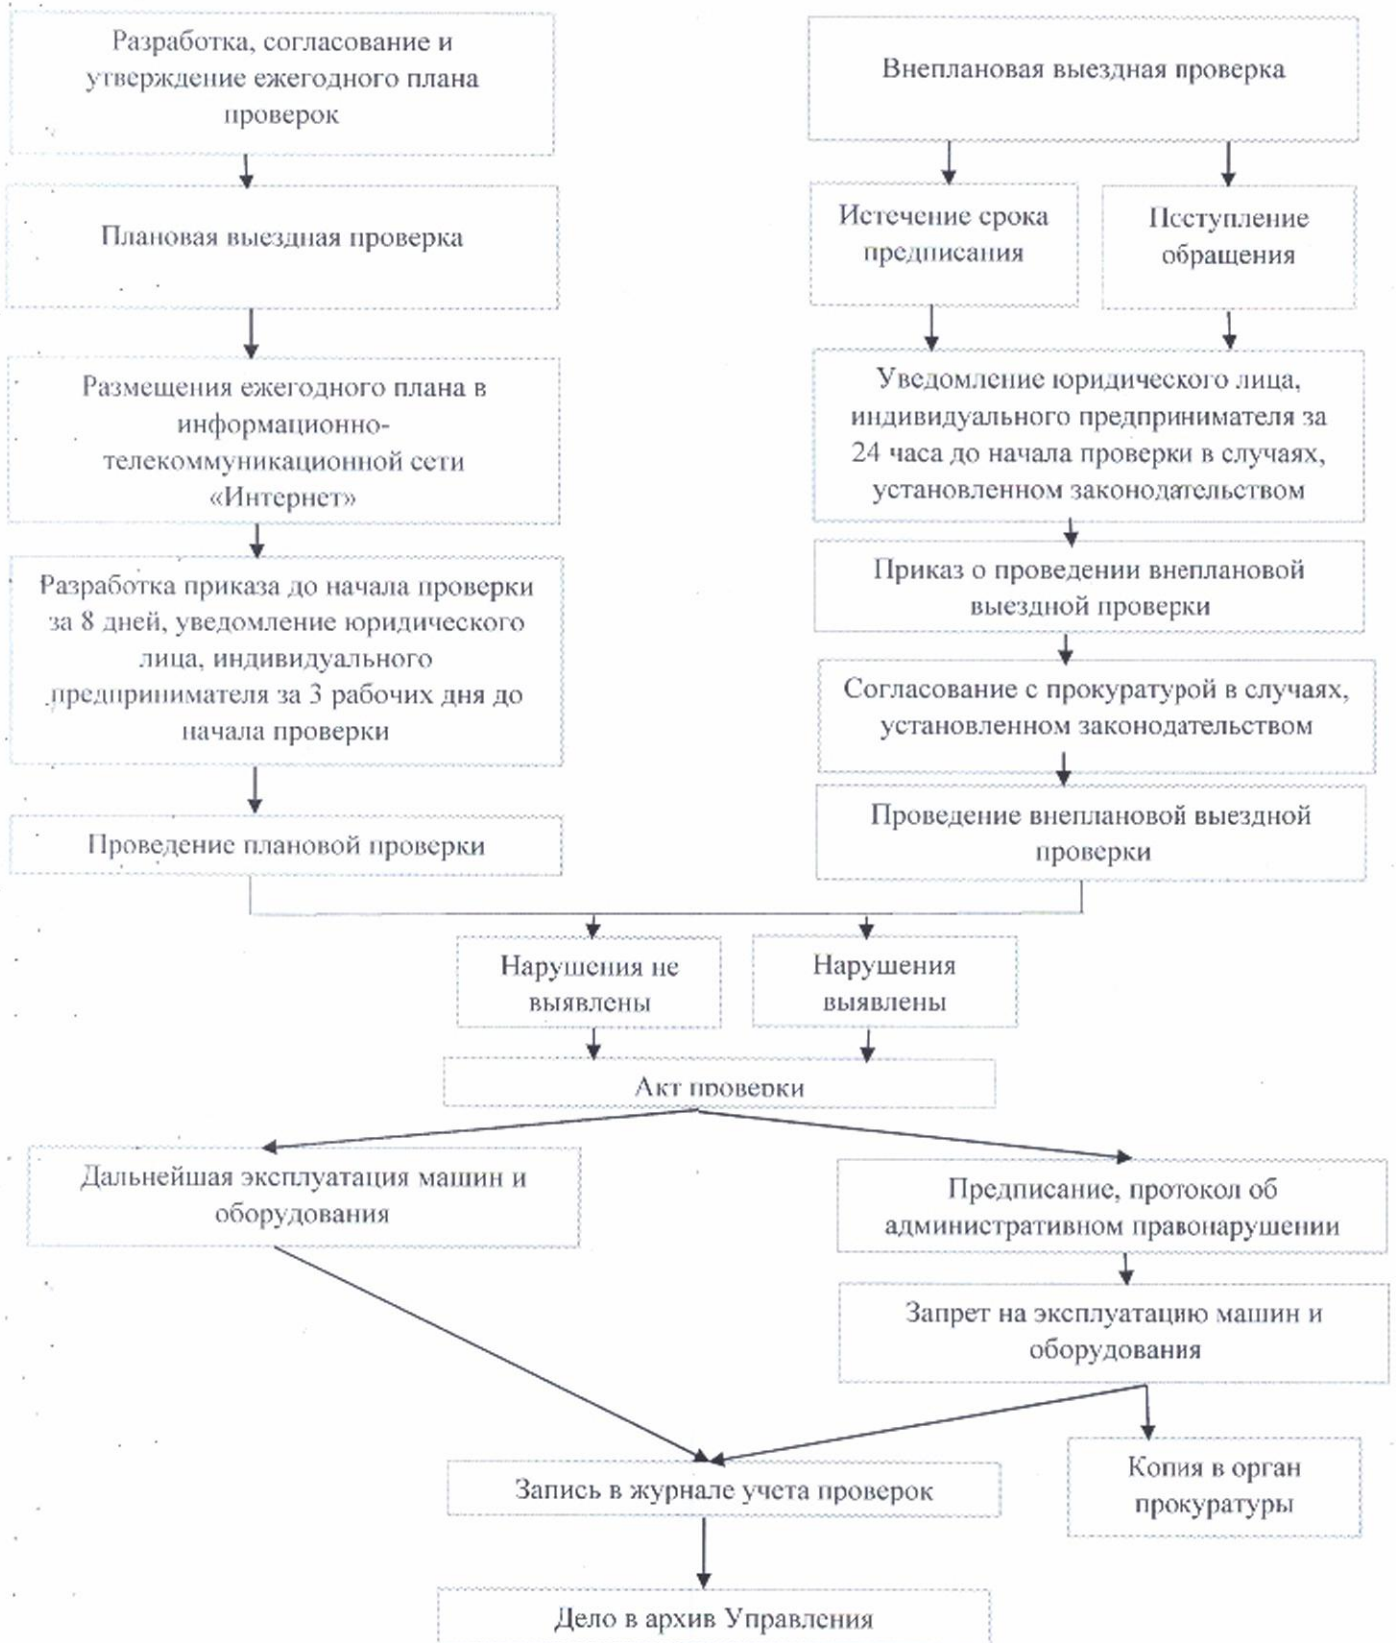 Разработка, согласование и
утверждение ежегодного плана
проверок
Плановая выездная проверка
Размещения ежегодного плана в
информационно-
телекоммуникационной сети
«Интернет»
Разработка приказа до начала проверки
за 8 дней, уведомление юридического
лица, индивидуального
предпринимателя за 3 рабочих дня до
начала проверки
Проведение плановой проверки
Внеплановая выездная проверка
Истечение срока
предписания
Поступление
обращения
Уведомление юридического лица,
индивидуального предпринимателя за
24 часа до начала проверки в случаях,
установленном законодательством
Приказ о проведении внеплановой
выездной проверки
Согласование с прокуратурой в случаях,
установленном законодательством
Проведение внеплановой выездной
проверки
Нарушения не
выявлены
Нарушения
выявлены
Акт проверки
Дальнейшая эксплуатация машин и
оборудования
Предписание, протокол об
административном правонарушении
Запрет на эксплуатацию машин и
оборудования
Запись в журнале учета проверок
Копия в орган
прокуратуры
Дело в архив Управления